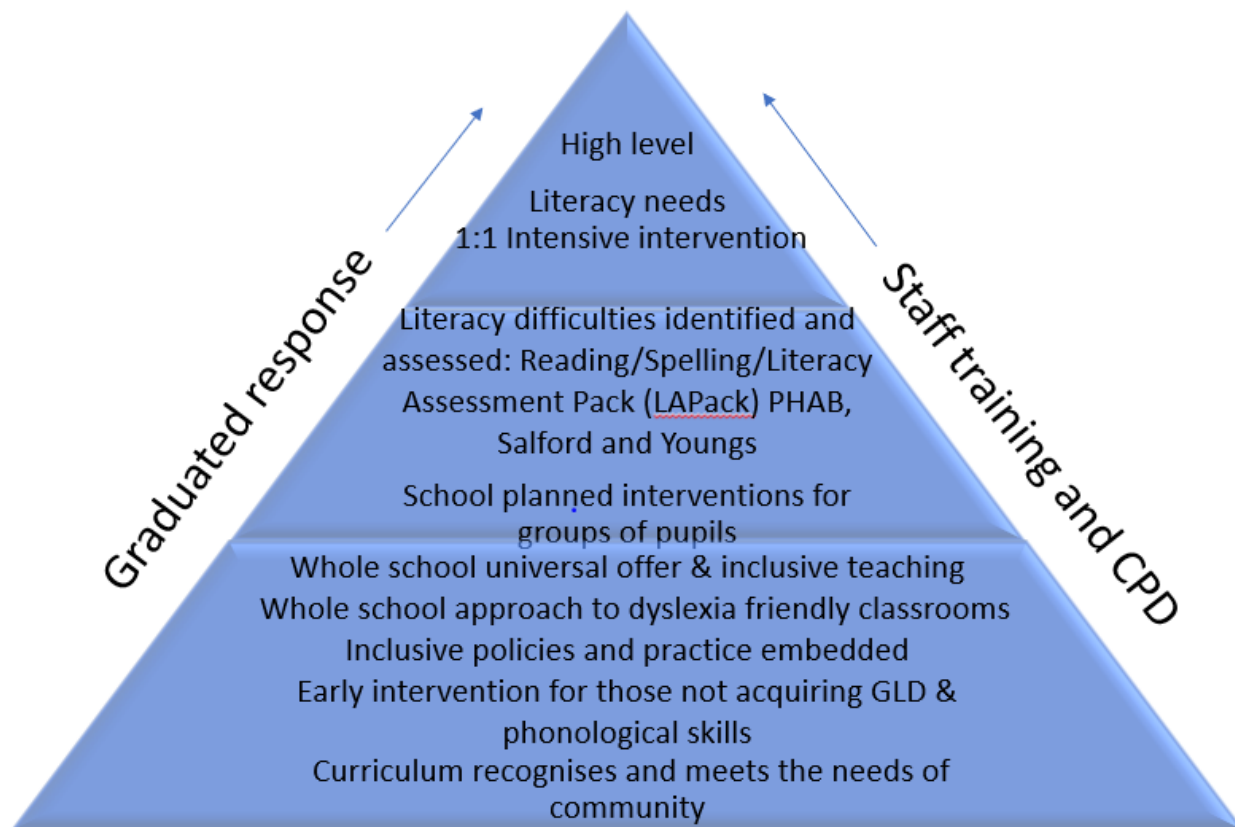 High level
Literacy needs
1:1 Intensive intervention
Literacy difficulties identified and
assessed: Reading/Spelling/Literacy
Assessment Pack (LAPack) PHAB,
Salford and Youngs
School planned interventions for
groups of pupils
Whole school universal offer & inclusive teaching
Whole school approach to dyslexia friendly classrooms
Inclusive policies and practice embedded
Early intervention for those not acquiring GLD &
phonological skills
Curriculum recognises and meets the needs of
community
Graduated response
Staff training and CPD